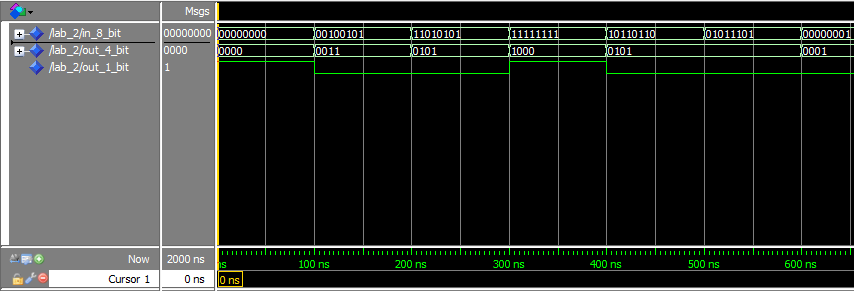 Msgs
/lab_2/in_8_bit 00000000 00000000 00100101 11010101 11111111 10110110 01011101 00000001
/lab_2/out_4_bit 0000 0000 0011 0101 1000 0101 0001
/lab_2/out_1_bit 1
Now 2000 ns ns 100 ns 200 ns 300 ns 400 ns 500 ns 600 ns
Cursor 1 0 ns 0 ns